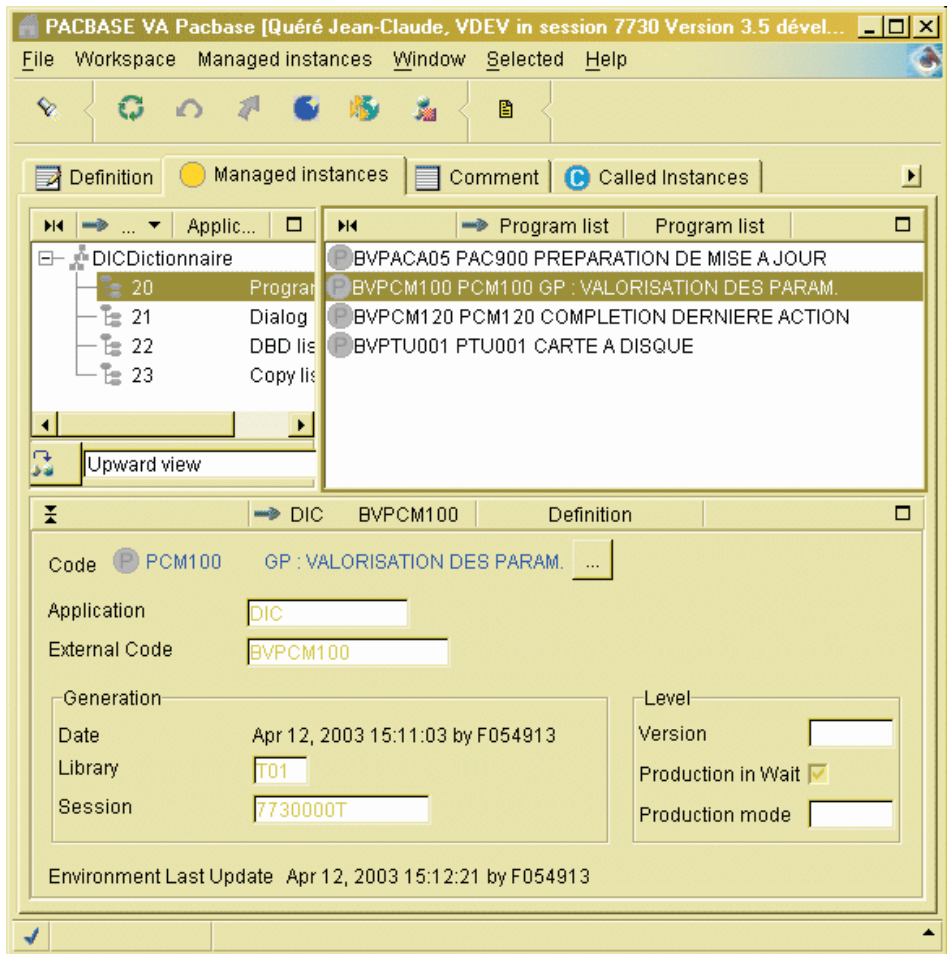 PACBASE VA Pacbase [Quéré Jean-Claude, VDEV in session 7730 Version 3.5 dével...
File Workspace Managed instances Window Selected Help
Definition Managed instances Comment Called Instances
... Applic...
DICDictionnaire
20 Program
21 Dialog
22 DBD lis
23 Copy lis
Upward view
Program list Program list
BVPACA05 PAC900 PREPARATION DE MISE A JOUR
BVPCM100 PCM100 GP : VALORISATION DES PARAM.
BVPCM120 PCM120 COMPLETION DERNIERE ACTION
BVPTU001 PTU001 CARTE A DISQUE
DIC BVPCM100 Definition
Code P PCM100 GP : VALORISATION DES PARAM. ...
Application DIC
External Code BVPCM100
Generation
Date Apr 12, 2003 15:11:03 by F054913
Library T01
Session 7730000T
Level
Version
Production in Wait
Production mode
Environment Last Update Apr 12, 2003 15:12:21 by F054913